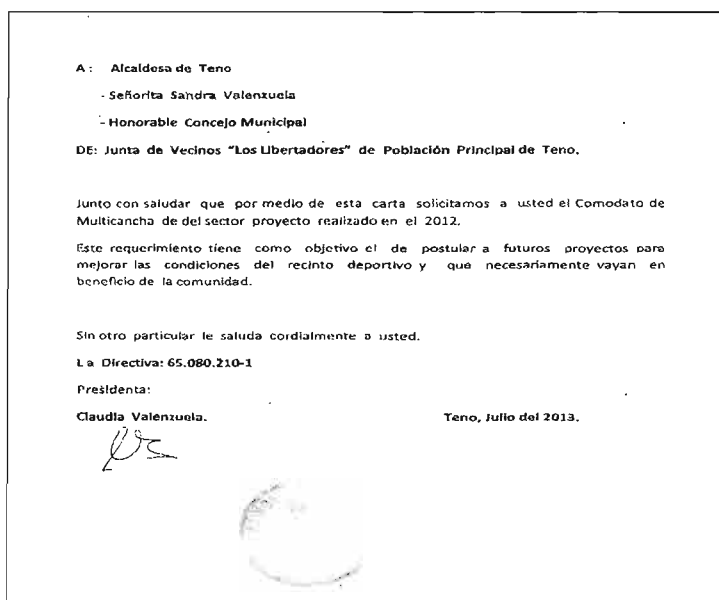 A: Alcaldesa de Teno
- Señorita Sandra Valenzuela
- Honorable Concejo Municipal
DE: Junta de Vecinos "Los Libertadores" de Población Principal de Teno.
Junto con saludar que por medio de esta carta solicitamos a usted el Comodato de
Multicancha de del sector proyecto realizado en el 2012.
Este requerimiento tiene como objetivo el de postular a futuros proyectos para
mejorar las condiciones del recinto deportivo y que necesariamente vayan en
beneficio de la comunidad.
Sin otro particular le saluda cordialmente a usted.
La Directiva: 65.080.210-1
Presidenta:
Claudia Valenzuela. Teno, Julio del 2013.